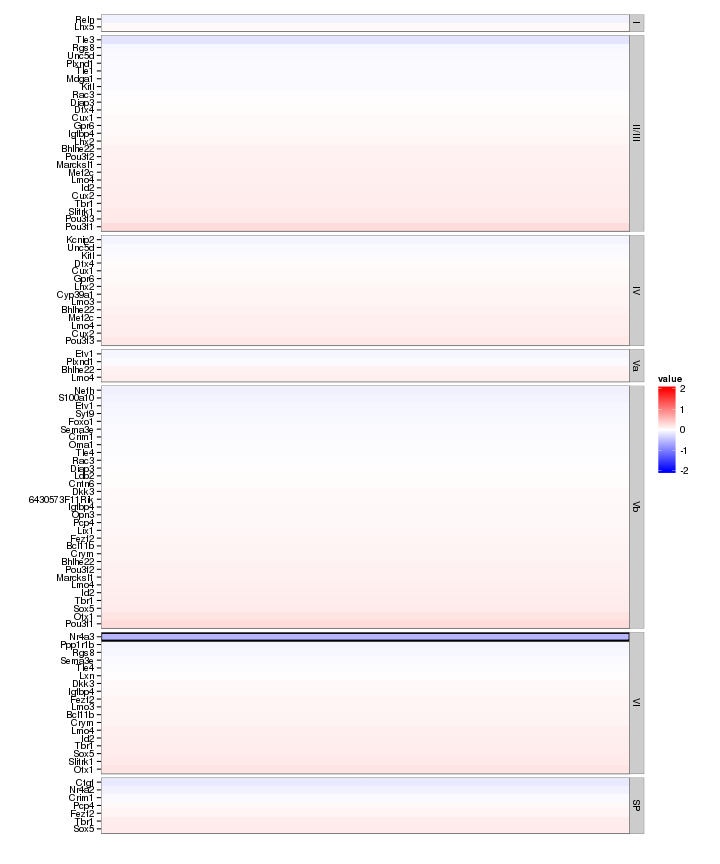 Reln
Lhx5
I
Tle3
Rgs8
Unc5d
Plxnd1
Tle1
Mdga1
Kitl
Rac3
Diap3
Dtx4
Cux1
Gpr6
Igfbp4
Lhx2
Bhlhe22
Pou3f2
Marcksl1
Mef2c
Lmo4
Id2
Cux2
Tbr1
Slitrk1
Pou3f3
Pou3f1
II/III
Kcnip2
Unc5d
Kitl
Dtx4
Cux1
Gpr6
Lhx2
Cyp39a1
Lmo3
Bhlhe22
Mef2c
Lmo4
Cux2
Pou3f3
IV
Etv1
Plxnd1
Bhlhe22
Lmo4
Va
Nefh
S100a10
Etv1
Syt9
Foxo1
Sema3e
Crim1
Oma1
Tle4
Rac3
Diap3
Ldb2
Cntn6
Dkk3
6430573F11Rik
Igfbp4
Opn3
Pcp4
Lix1
Fezf2
Bcl11b
Crym
Bhlhe22
Pou3f2
Marcksl1
Lmo4
Id2
Tbr1
Sox5
Otx1
Pou3f1
Vb
Nr4a3
Ppp1r1b
Rgs8
Sema3e
Tle4
Lxn
Dkk3
Igfbp4
Fezf2
Lmo3
Bcl11b
Crym
Lmo4
Id2
Tbr1
Sox5
Slitrk1
Otx1
VI
Ctgf
Nr4a2
Crim1
Pcp4
Fezf2
Tbr1
Sox5
SP
value
2
1
0
-1
-2